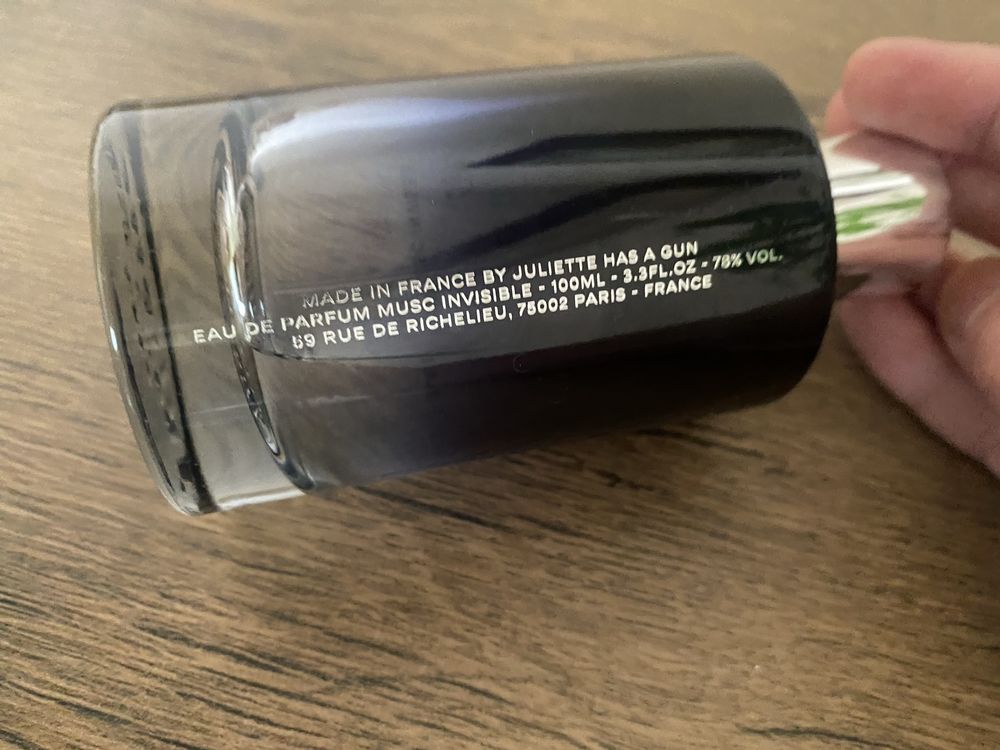 MADE IN FRANCE BY JULIETTE HAS A GUN
EAU DE PARFUM MUSC INVISIBLE - 100ML - 3.3FL.OZ - 78% VOL.
59 RUE DE RICHELIEU, 75002 PARIS - FRANCE